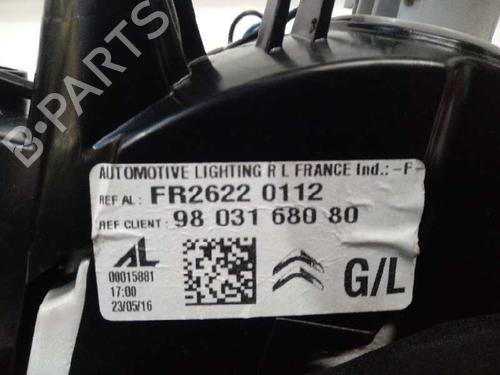 B-PARTS
AUTOMOTIVE LIGHTING R L FRANCE Ind.: -F-
REF AL: FR2622 0112
REF CLIENT: 98 031 680 80
AL
00015881
17:00
23/05/16
G/L